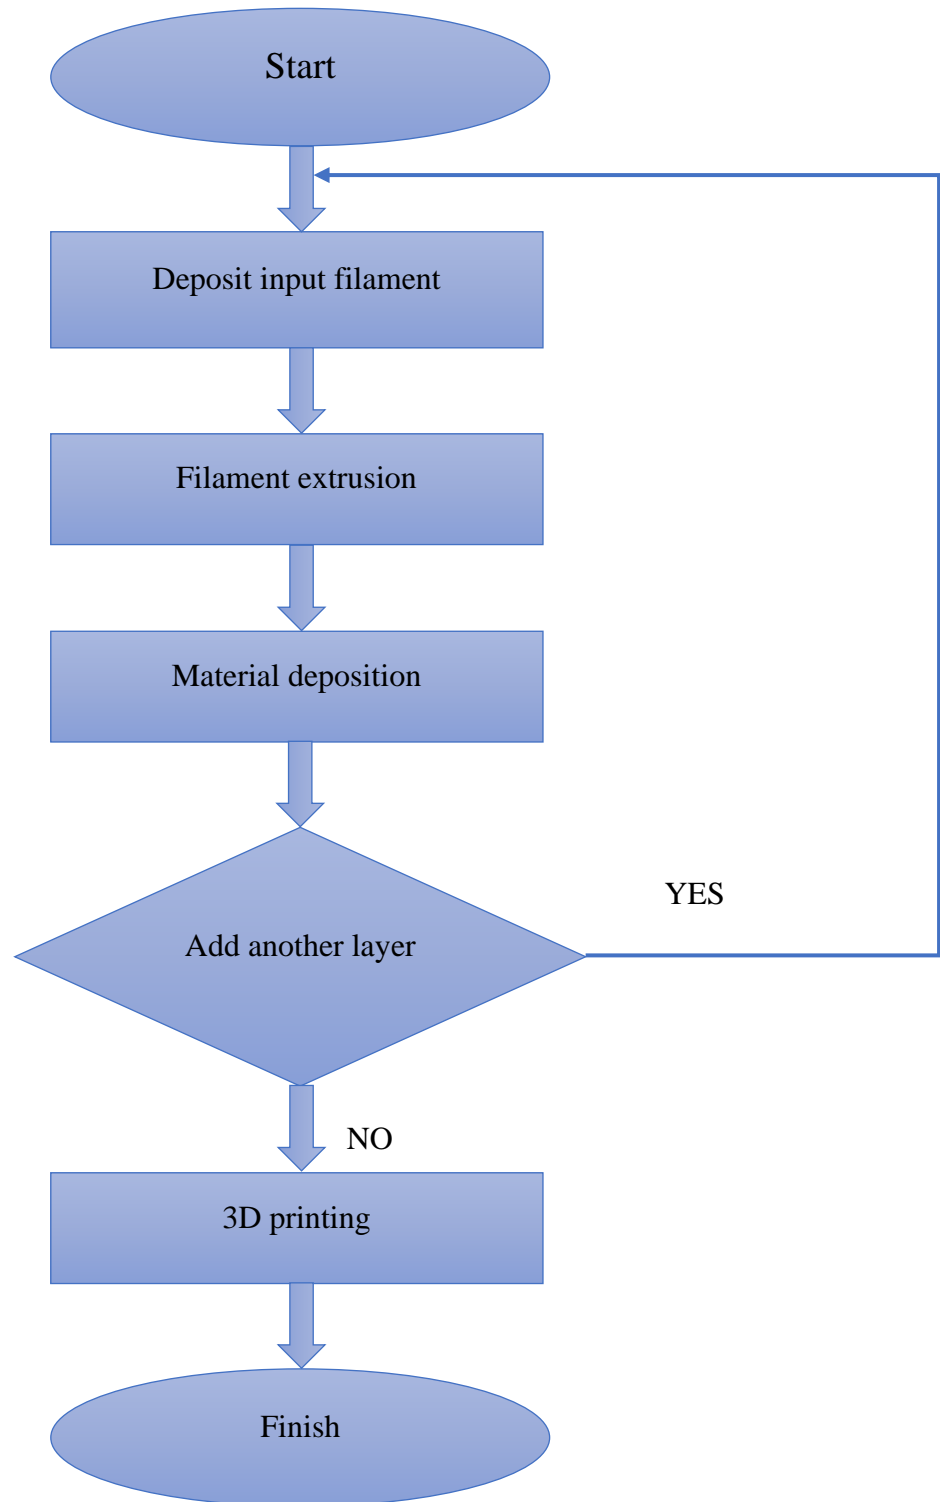 Start
Deposit input filament
Filament extrusion
Material deposition
YES
Add another layer
NO
3D printing
Finish